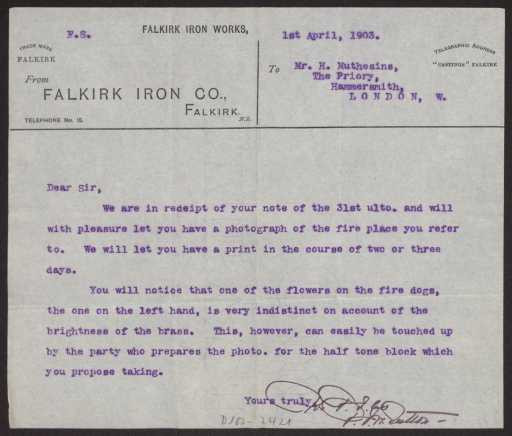 F.S.
FALKIRK IRON WORKS,
1st April, 1903.
TRADE MARK
FALKIRK
TELEGRAPHIC ADDRESS
"CASTINGS" FALKIRK
From
FALKIRK IRON CO.,
FALKIRK.
N.B.
TELEPHONE No. 15.
To
Mr. H. Muthesins,
The Priory,
Hammersmith,
LONDON, W.
Dear Sir,
We are in receipt of your note of the 31st ulto. and will
with pleasure let you have a photograph of the fire place you refer
to. We will let you have a print in the course of two or three
days.
You will notice that one of the flowers on the fire dogs,
the one on the left hand, is very indistinct on account of the
brightness of the brass. This, however, can easily be touched up
by the party who prepares the photo. for the half tone block which
you propose taking.
Yours truly,